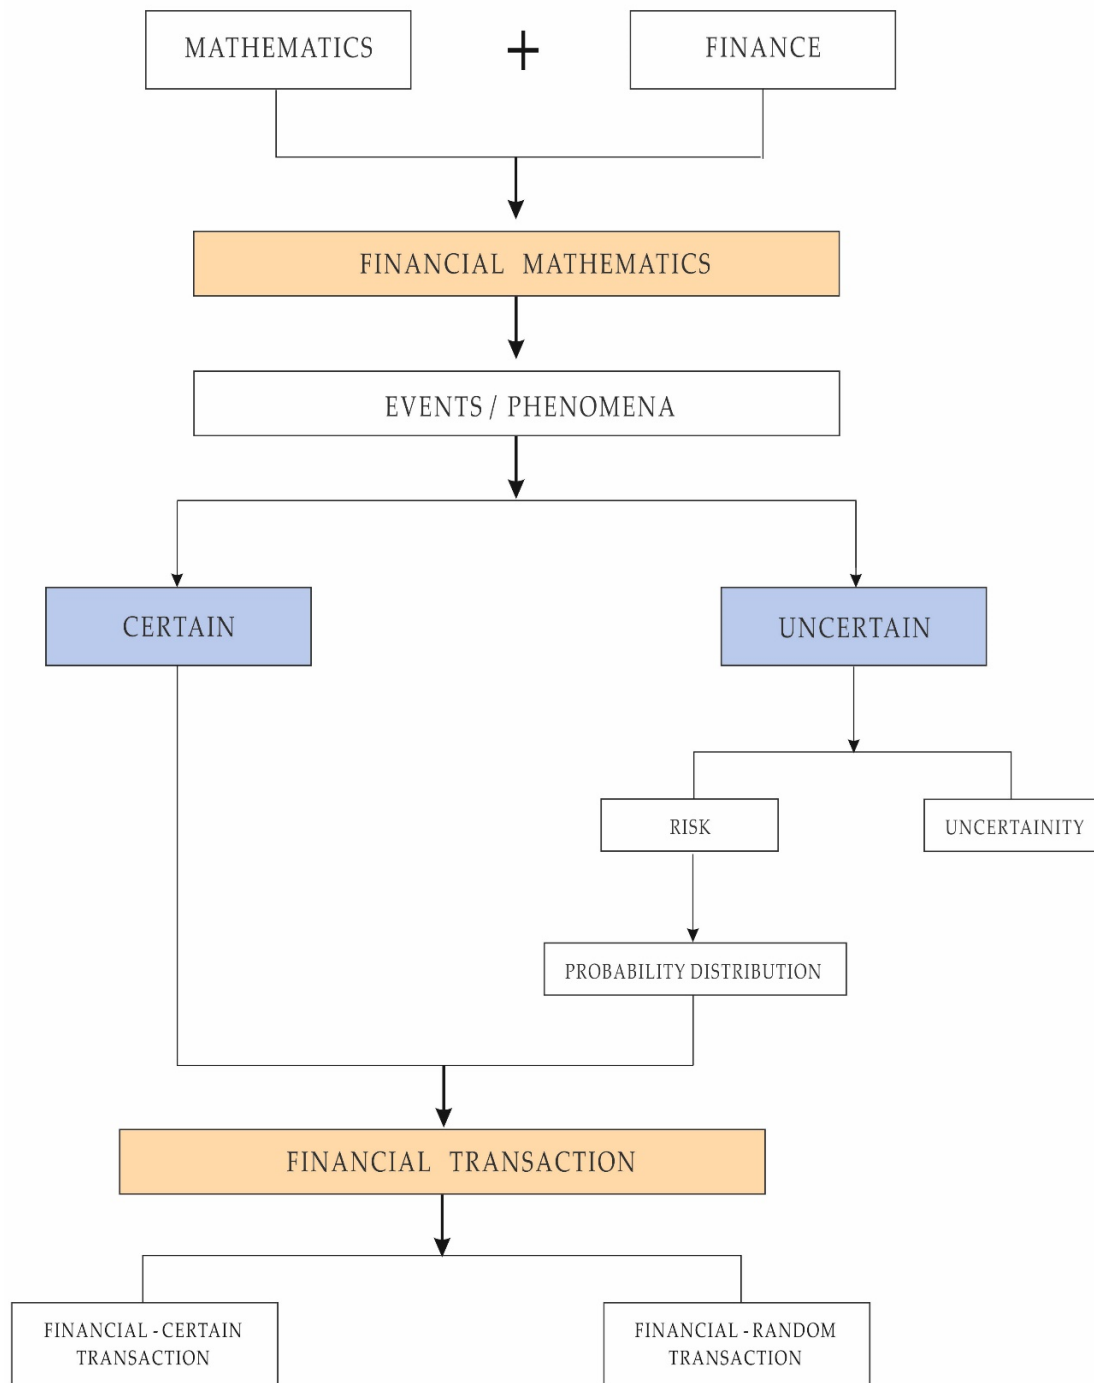 MATHEMATICS
+
FINANCE
FINANCIAL MATHEMATICS
EVENTS / PHENOMENA
CERTAIN
UNCERTAIN
RISK
UNCERTAINITY
PROBABILITY DISTRIBUTION
FINANCIAL TRANSACTION
FINANCIAL - CERTAIN
TRANSACTION
FINANCIAL - RANDOM
TRANSACTION